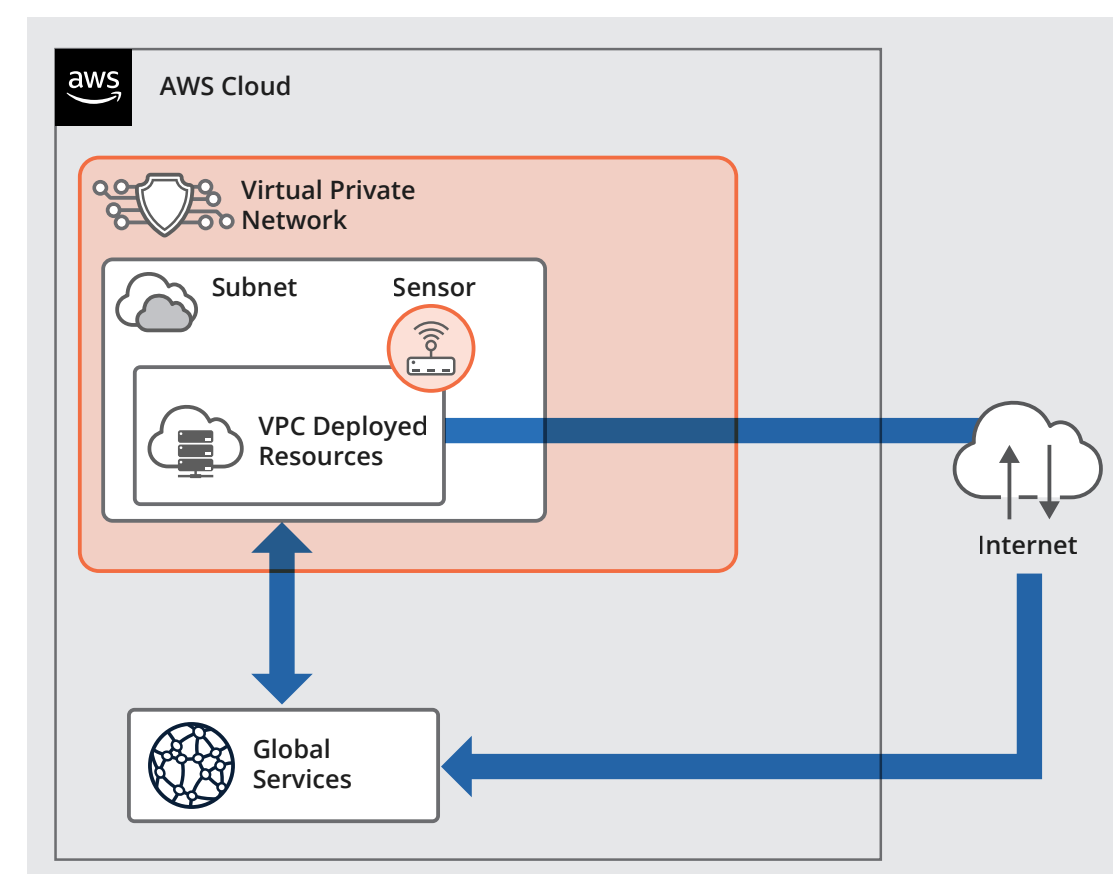 aws
AWS Cloud
Virtual Private
Network
Subnet
Sensor
VPC Deployed
Resources
Internet
Global
Services